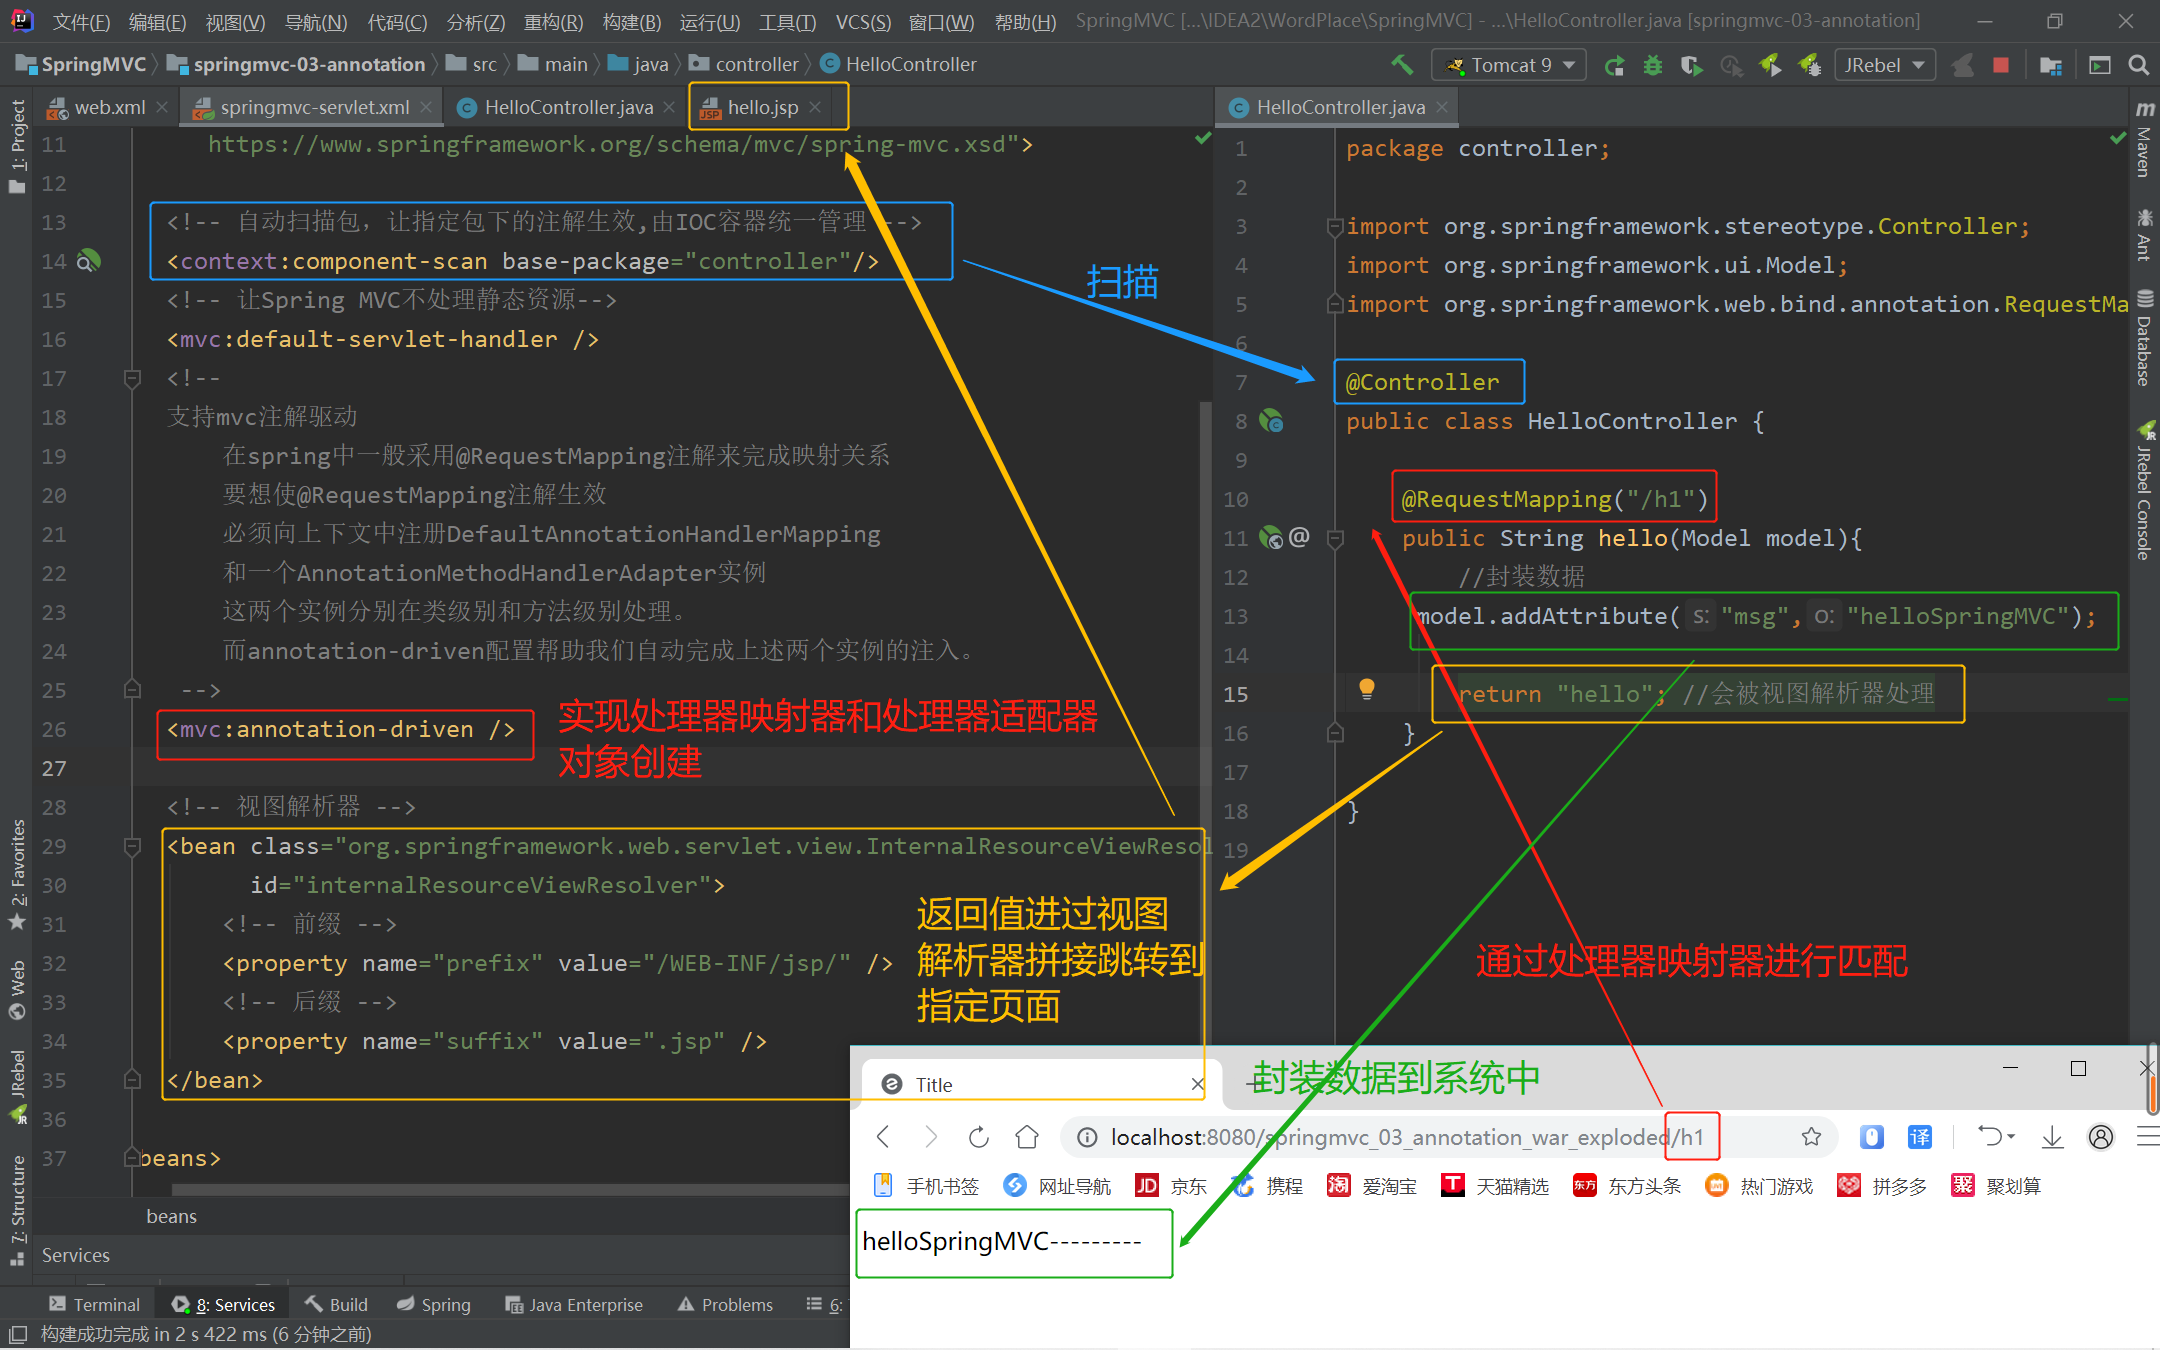 文件(F) 编辑(E) 视图(V) 导航(N) 代码(C) 分析(Z) 重构(R) 构建(B) 运行(U) 工具(T) VCS(S) 窗口(W) 帮助(H) SpringMVC [...\IDEA2\WordPlace\SpringMVC] - ...\HelloController.java [springmvc-03-annotation]
SpringMVC springmvc-03-annotation src main java controller HelloController Tomcat 9 JRebel
web.xml springmvc-servlet.xml HelloController.java hello.jsp
11 https://www.springframework.org/schema/mvc/spring-mvc.xsd">
12
13 <!-- 自动扫描包，让指定包下的注解生效,由IOC容器统一管理 -->
14 <context:component-scan base-package="controller"/>
15 <!-- 让Spring MVC不处理静态资源-->
16 <mvc:default-servlet-handler />
17 <!--
18 支持mvc注解驱动
19 在spring中一般采用@RequestMapping注解来完成映射关系
20 要想使@RequestMapping注解生效
21 必须向上下文中注册DefaultAnnotationHandlerMapping
22 和一个AnnotationMethodHandlerAdapter实例
23 这两个实例分别在类级别和方法级别处理。
24 而annotation-driven配置帮助我们自动完成上述两个实例的注入。
25 -->
26 <mvc:annotation-driven />
实现处理器映射器和处理器适配器
对象创建
27
28 <!-- 视图解析器 -->
29 <bean class="org.springframework.web.servlet.view.InternalResourceViewResol
30 id="internalResourceViewResolver">
31 <!-- 前缀 -->
32 <property name="prefix" value="/WEB-INF/jsp/" />
33 <!-- 后缀 -->
34 <property name="suffix" value=".jsp" />
35 </bean>
36
37 beans>
返回值进过视图
解析器拼接跳转到
指定页面
beans
扫描
HelloController.java
1 package controller;
2
3 import org.springframework.stereotype.Controller;
4 import org.springframework.ui.Model;
5 import org.springframework.web.bind.annotation.RequestMa
6
7 @Controller
8 public class HelloController {
9
10 @RequestMapping("/h1")
11 public String hello(Model model){
12 //封装数据
13 model.addAttribute( s: "msg", o: "helloSpringMVC");
14
15 return "hello"; //会被视图解析器处理
16 }
17
18 }
19
通过处理器映射器进行匹配
封装数据到系统中
Title
localhost:8080/springmvc_03_annotation_war_exploded/h1
译
手机书签 网址导航 JD 京东 携程 淘 爱淘宝 T 天猫精选 东方 东方头条 热门游戏 拼多多 聚 聚划算
helloSpringMVC---------
1: Project
2: Favorites
Web
JRebel
7: Structure
m Maven
Ant
Database
JRebel Console
Services
Terminal 8: Services Build Spring Java Enterprise Problems 6:
构建成功完成 in 2 s 422 ms (6 分钟之前)